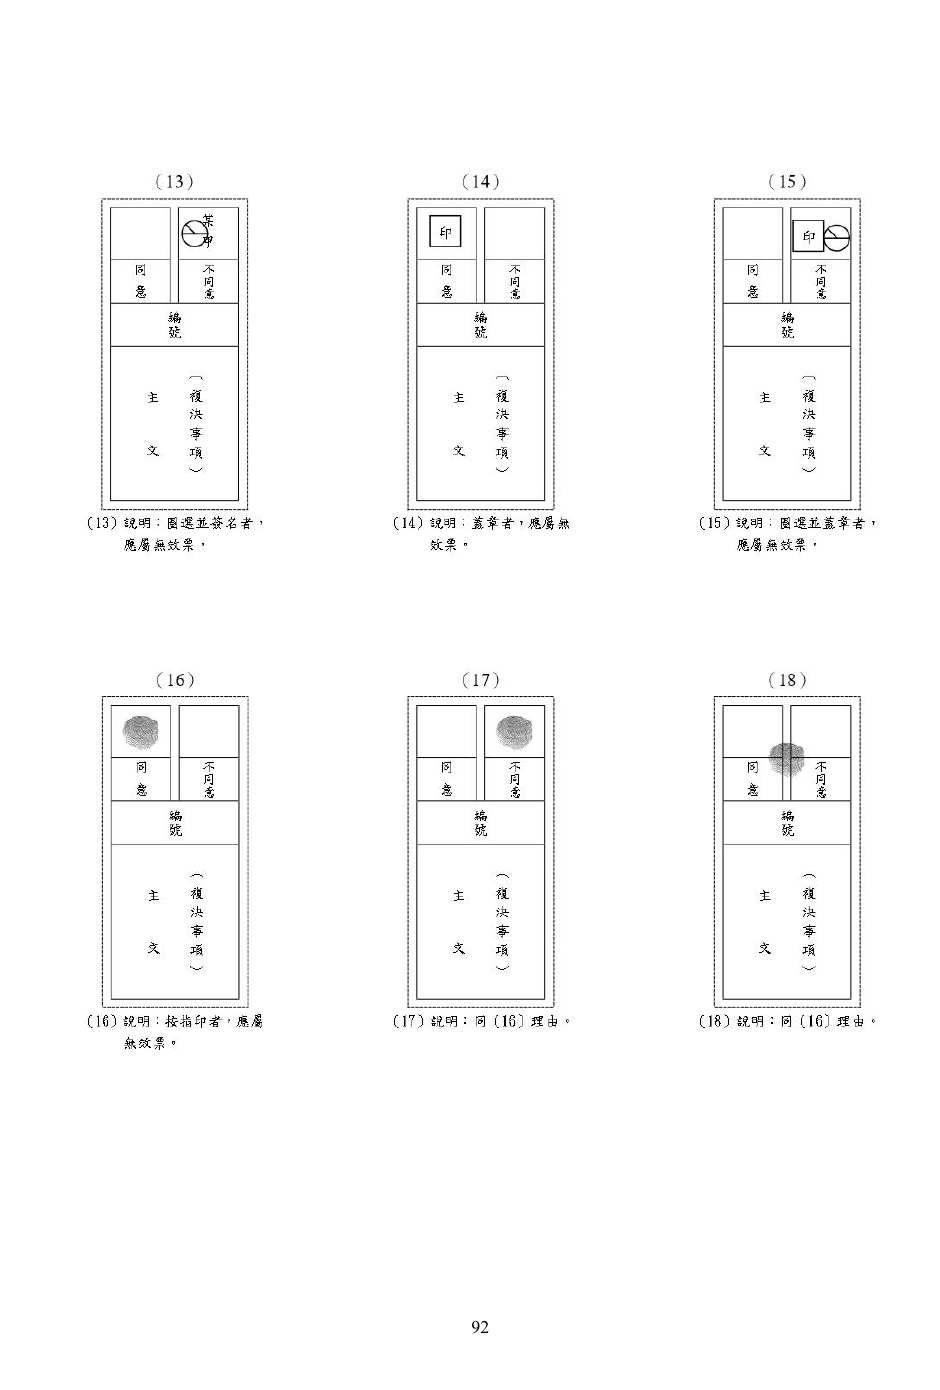 （13）
某
甲
同
意
不
同
意
編
號
（複決事項）
主
文
（13）說明：圈選並簽名者，
應屬無效票。
（14）
印
同
意
不
同
意
編
號
（複決事項）
主
文
（14）說明：蓋章者，應屬無
效票。
（15）
印
同
意
不
同
意
編
號
（複決事項）
主
文
（15）說明：圈選並蓋章者，
應屬無效票。
（16）
同
意
不
同
意
編
號
（複決事項）
主
文
（16）說明：按指印者，應屬
無效票。
（17）
同
意
不
同
意
編
號
（複決事項）
主
文
（17）說明：同（16）理由。
（18）
同
意
不
同
意
編
號
（複決事項）
主
文
（18）說明：同（16）理由。
92